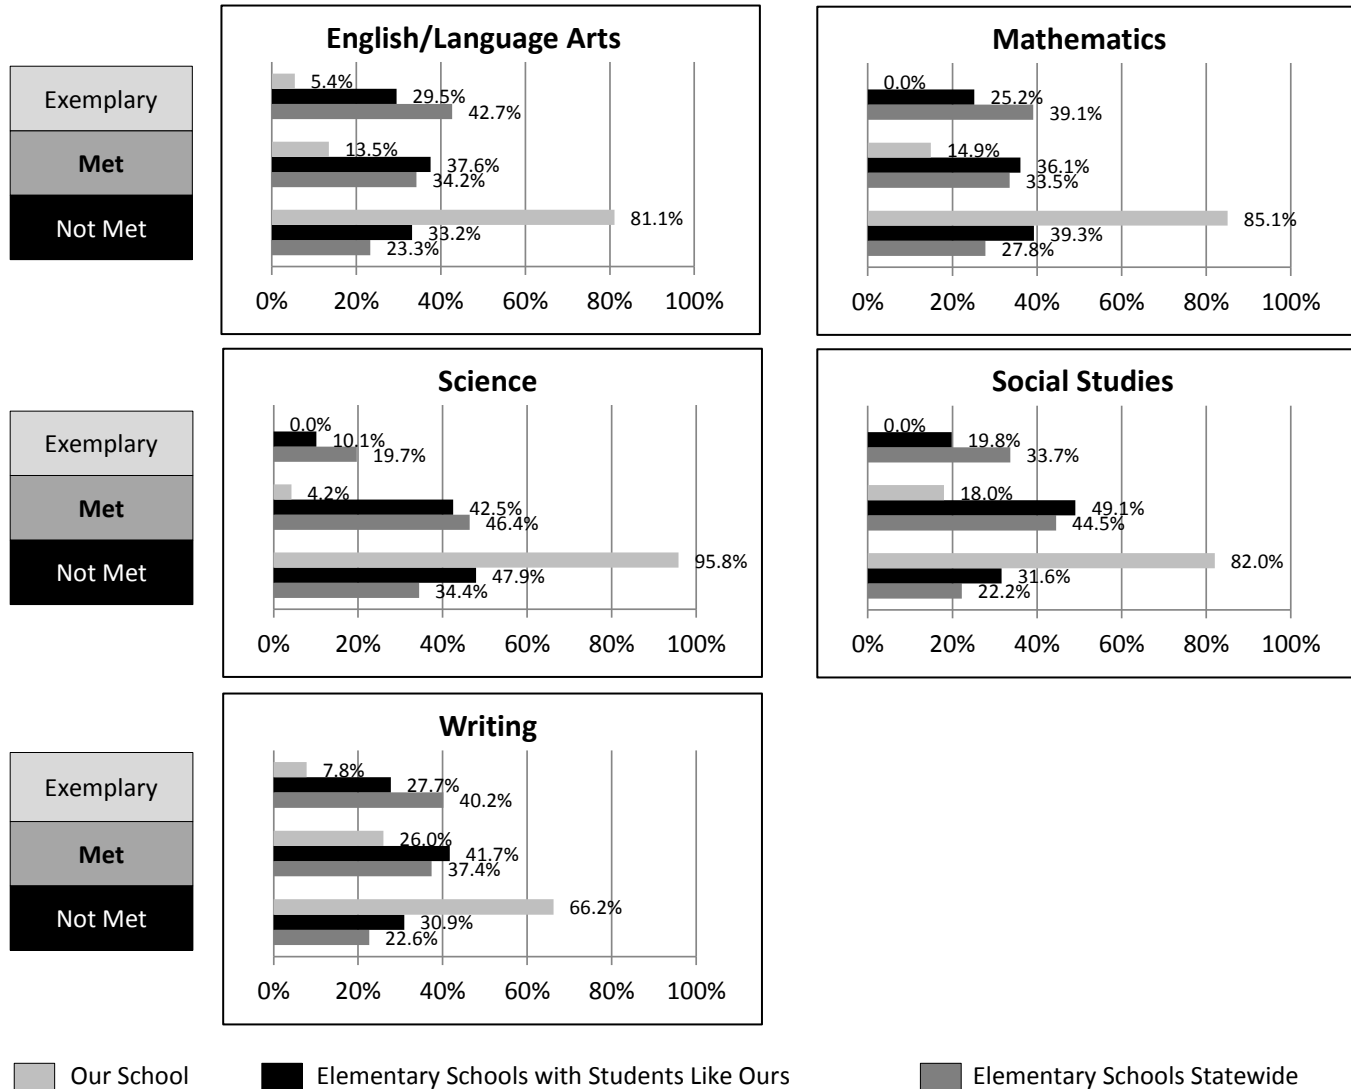 English/Language Arts
Exemplary
Met
Not Met
5.4%
29.5%
42.7%
13.5%
37.6%
34.2%
81.1%
33.2%
23.3%
0% 20% 40% 60% 80% 100%
Mathematics
0.0%
25.2%
39.1%
14.9%
36.1%
33.5%
85.1%
39.3%
27.8%
0% 20% 40% 60% 80% 100%
Science
Exemplary
Met
Not Met
0.0%
10.1%
19.7%
4.2%
42.5%
46.4%
95.8%
47.9%
34.4%
0% 20% 40% 60% 80% 100%
Social Studies
0.0%
19.8%
33.7%
18.0%
49.1%
44.5%
82.0%
31.6%
22.2%
0% 20% 40% 60% 80% 100%
Writing
Exemplary
Met
Not Met
7.8%
27.7%
40.2%
26.0%
41.7%
37.4%
66.2%
30.9%
22.6%
0% 20% 40% 60% 80% 100%
Our School Elementary Schools with Students Like Ours Elementary Schools Statewide